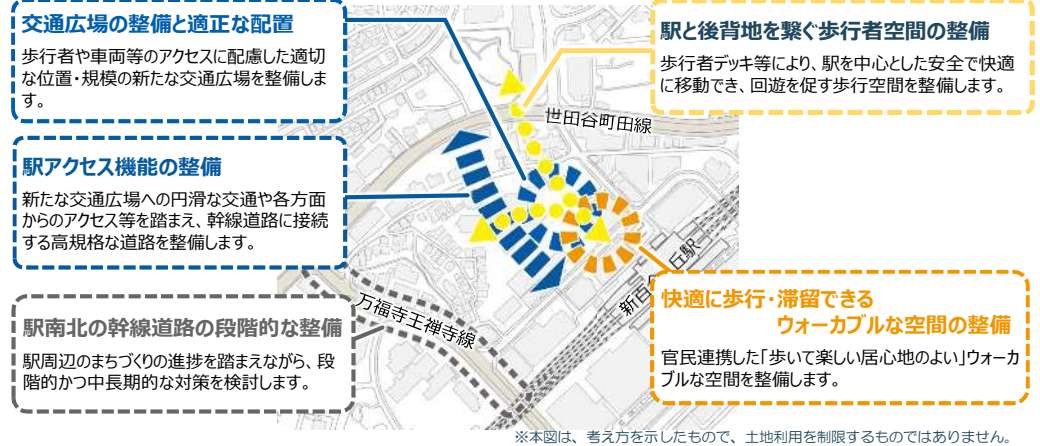 交通広場の整備と適正な配置
歩行者や車両等のアクセスに配慮した適切
な位置・規模の新たな交通広場を整備しま
す。
駅アクセス機能の整備
新たな交通広場への円滑な交通や各方面
からのアクセス等を踏まえ、幹線道路に接続
する高規格な道路を整備します。
駅南北の幹線道路の段階的な整備
駅周辺のまちづくりの進捗を踏まえながら、段
階的かつ中長期的な対策を検討します。
世田谷町田線
万福寺王禅寺線
新百合ヶ丘駅
駅と後背地を繋ぐ歩行者空間の整備
歩行者デッキ等により、駅を中心とした安全で快適
に移動でき、回遊を促す歩行空間を整備します。
快適に歩行・滞留できる
ウォーカブルな空間の整備
官民連携した「歩いて楽しい居心地のよい」ウォーカ
ブルな空間を整備します。
※本図は、考え方を示したもので、土地利用を制限するものではありません。